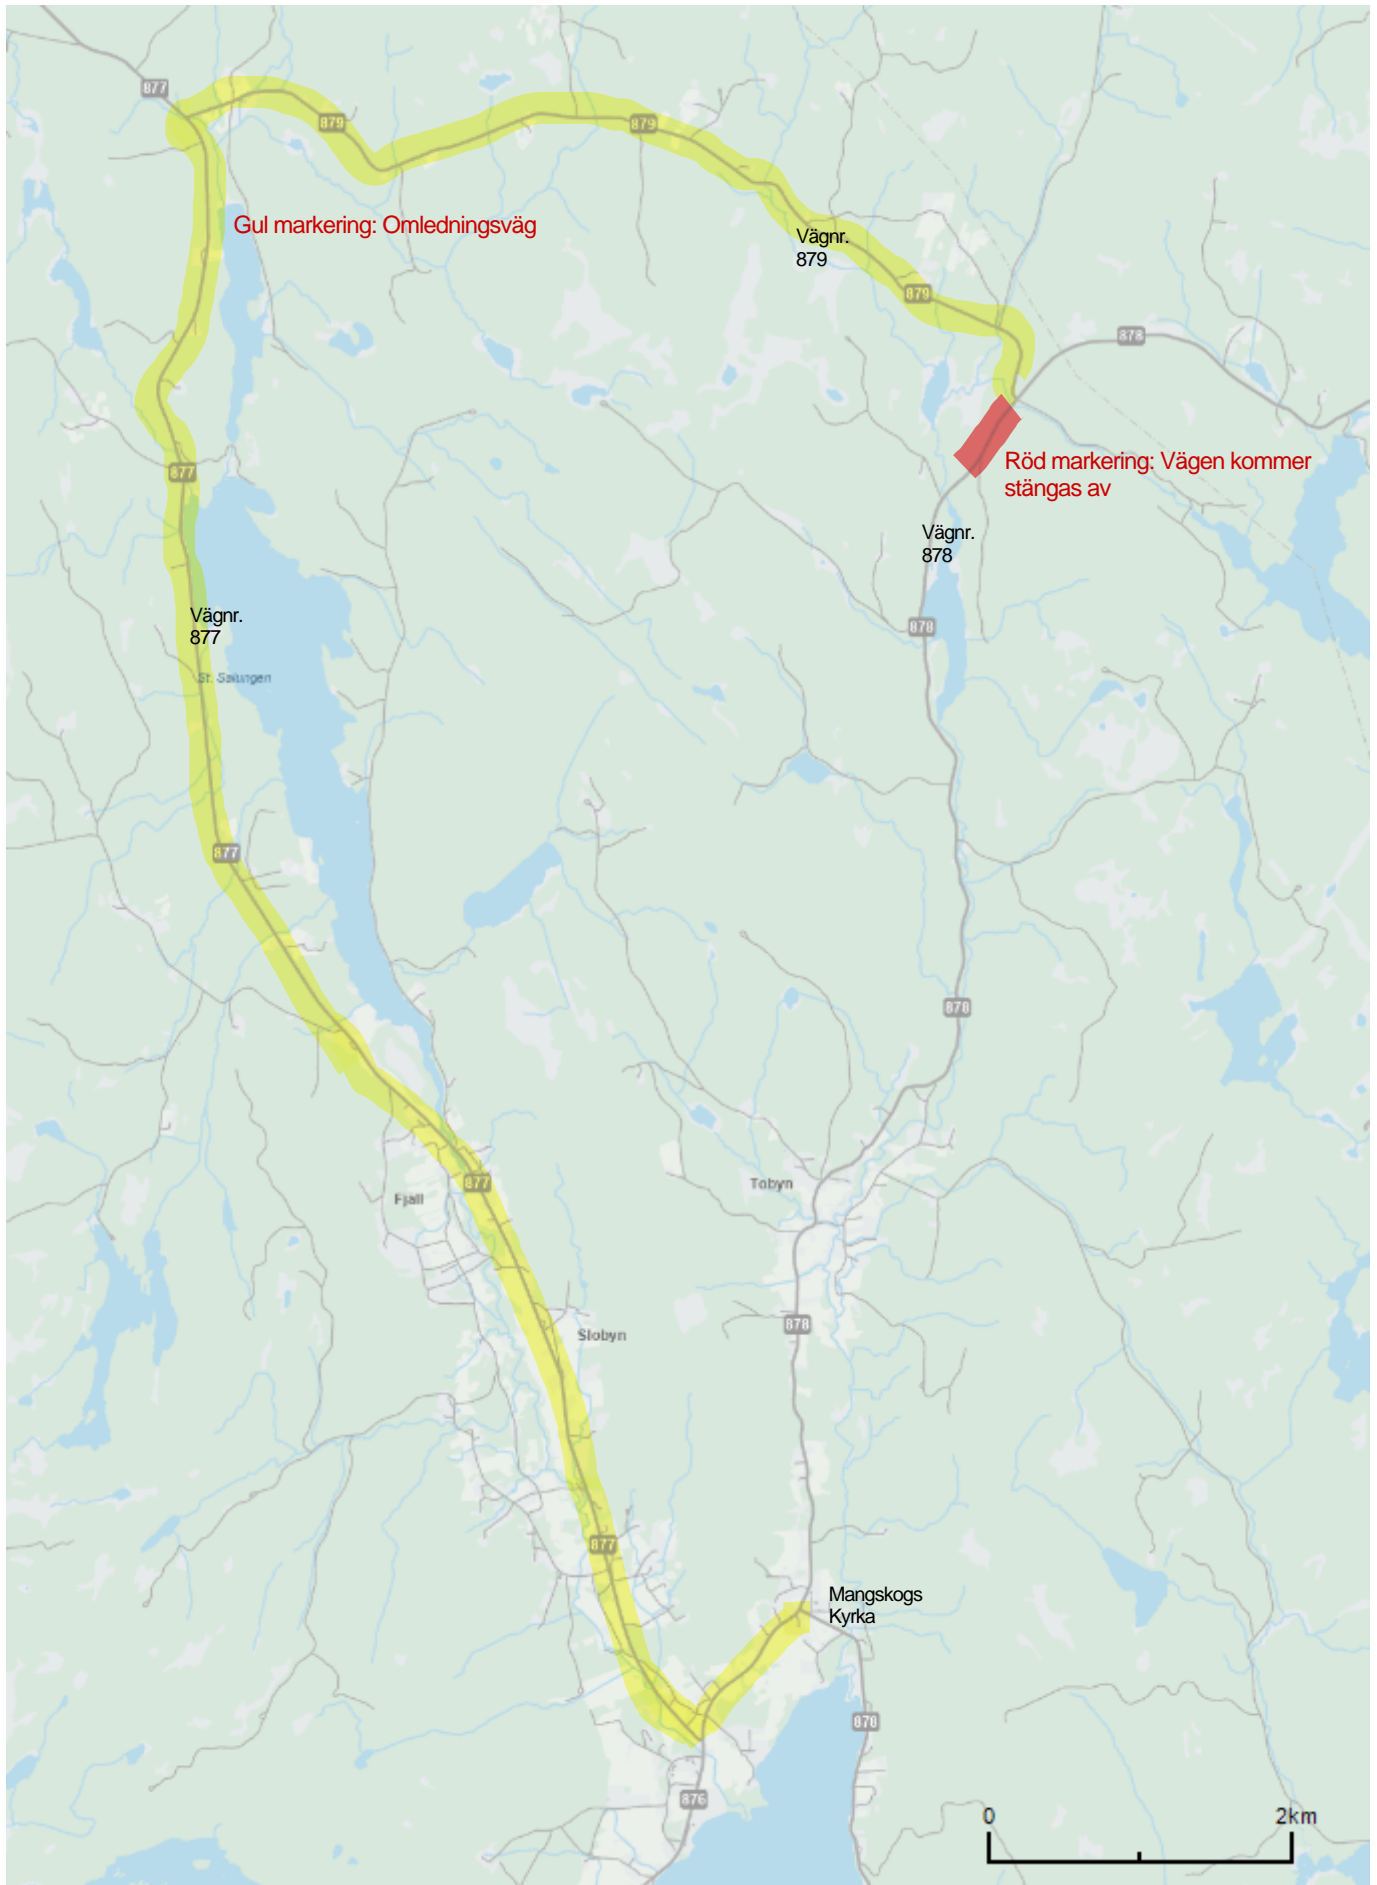 877
879
879
Gul markering: Omledningsväg
Vägnr.
879
879
878
877
Röd markering: Vägen kommer
stängas av
Vägnr.
878
Vägnr.
877
878
St. Salungen
877
878
Tobyn
877
Fjäll
878
Slobyn
877
Mangskogs
Kyrka
878
876
0 2km